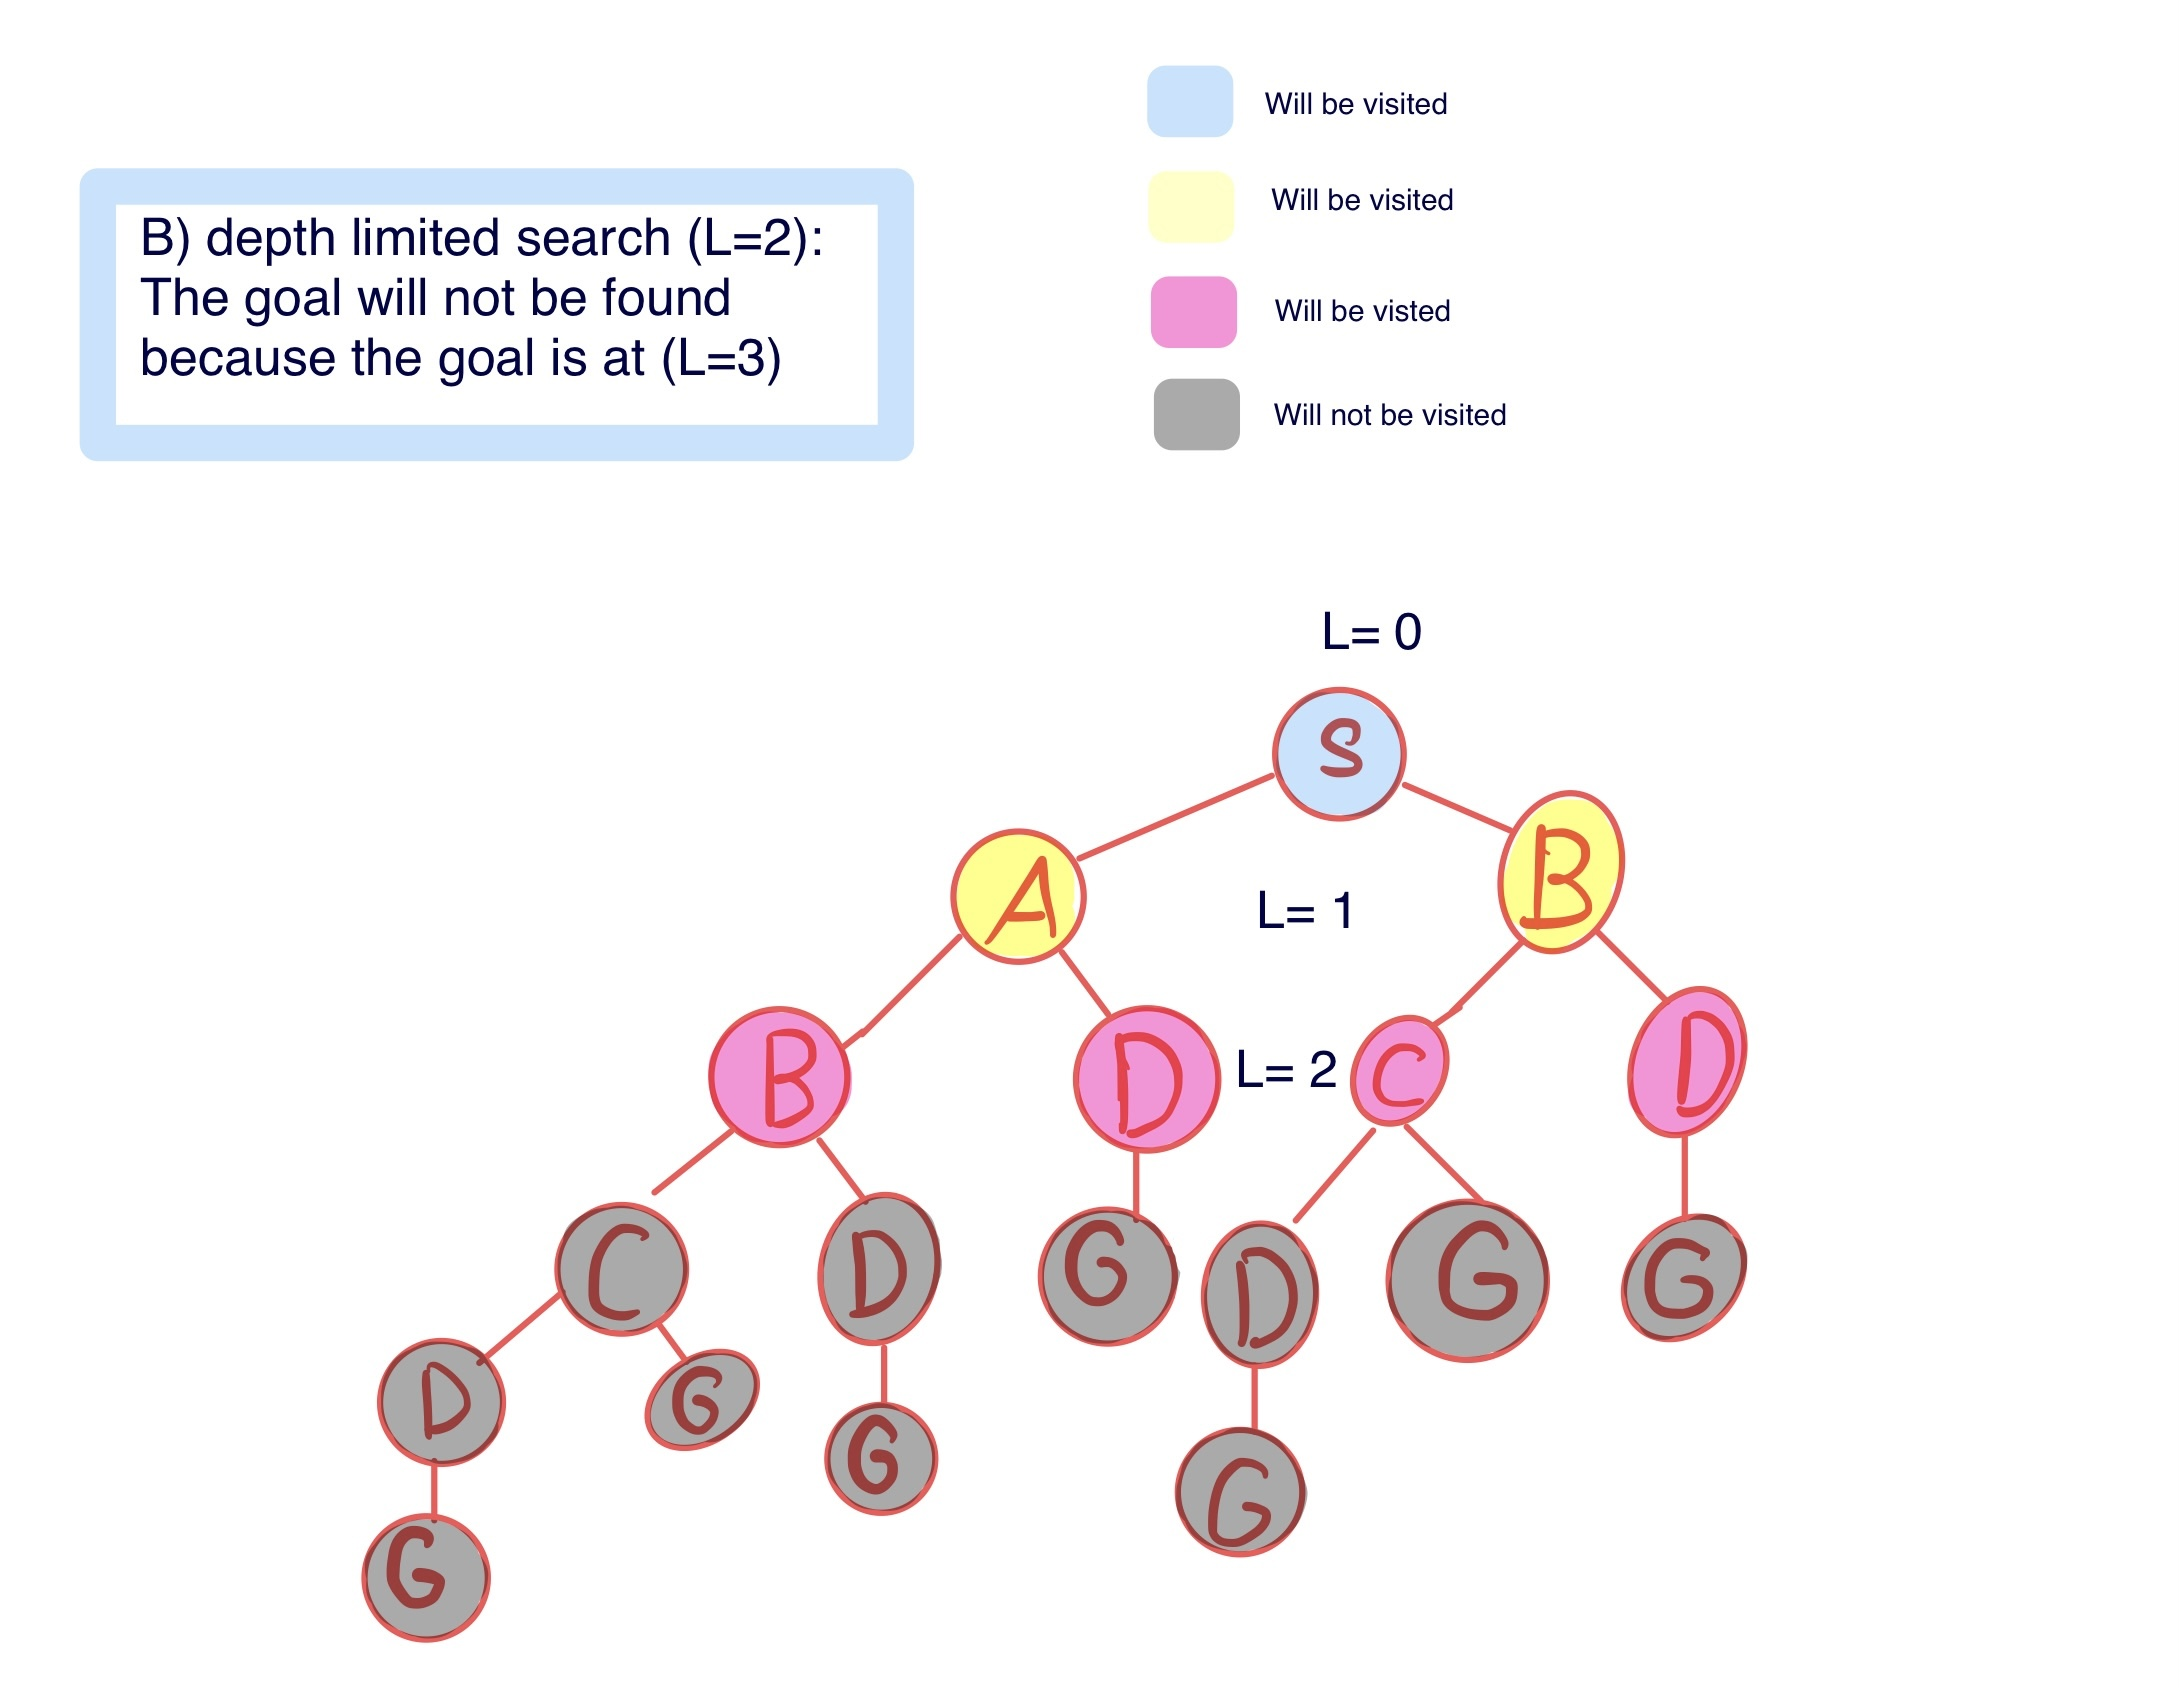 Will be visited
Will be visited
B) depth limited search (L=2):
The goal will not be found
because the goal is at (L=3)
Will be visted
Will not be visited
L= 0
S
A
B
L= 1
B
D
L= 2
C
D
C
D
G
D
G
G
D
G
G
G
G